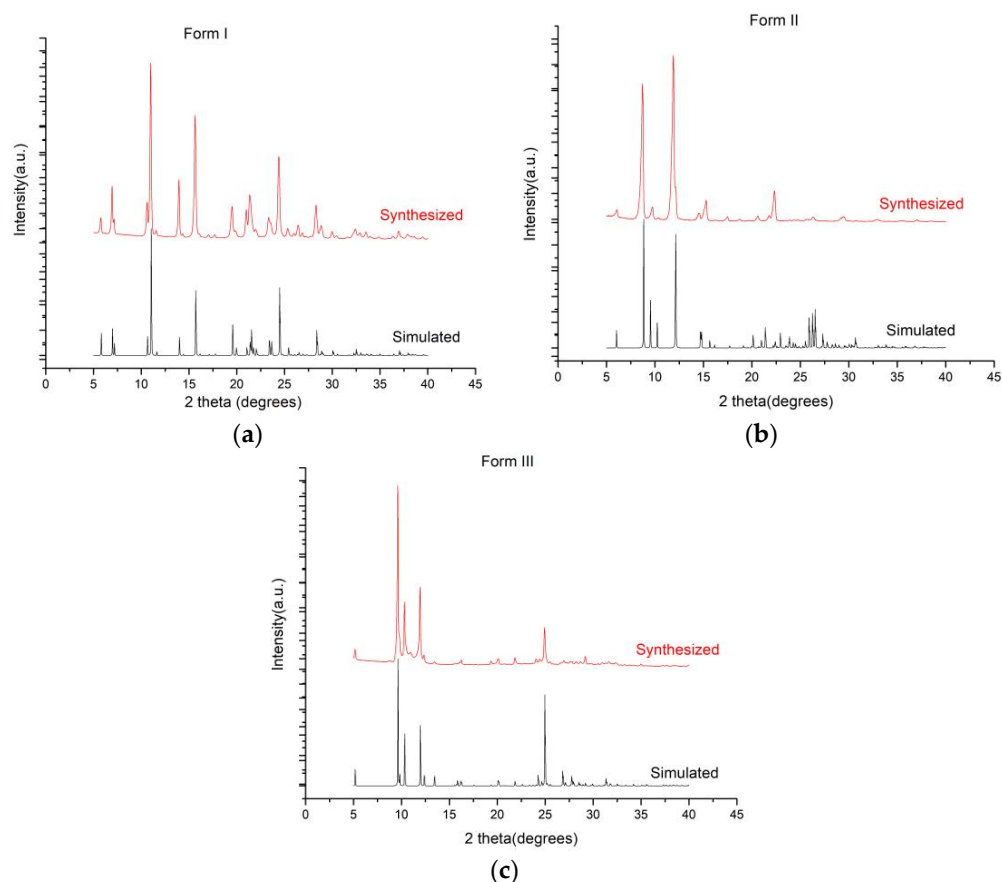 Form I
Intensity(a.u.)
Synthesized
Simulated
0 5 10 15 20 25 30 35 40 45
2 theta (degrees)
(a)
Form II
Intensity(a.u.)
Synthesized
Simulated
0 5 10 15 20 25 30 35 40 45
2 theta(degrees)
(b)
Form III
Intensity(a.u.)
Synthesized
Simulated
0 5 10 15 20 25 30 35 40 45
2 theta(degrees)
(c)